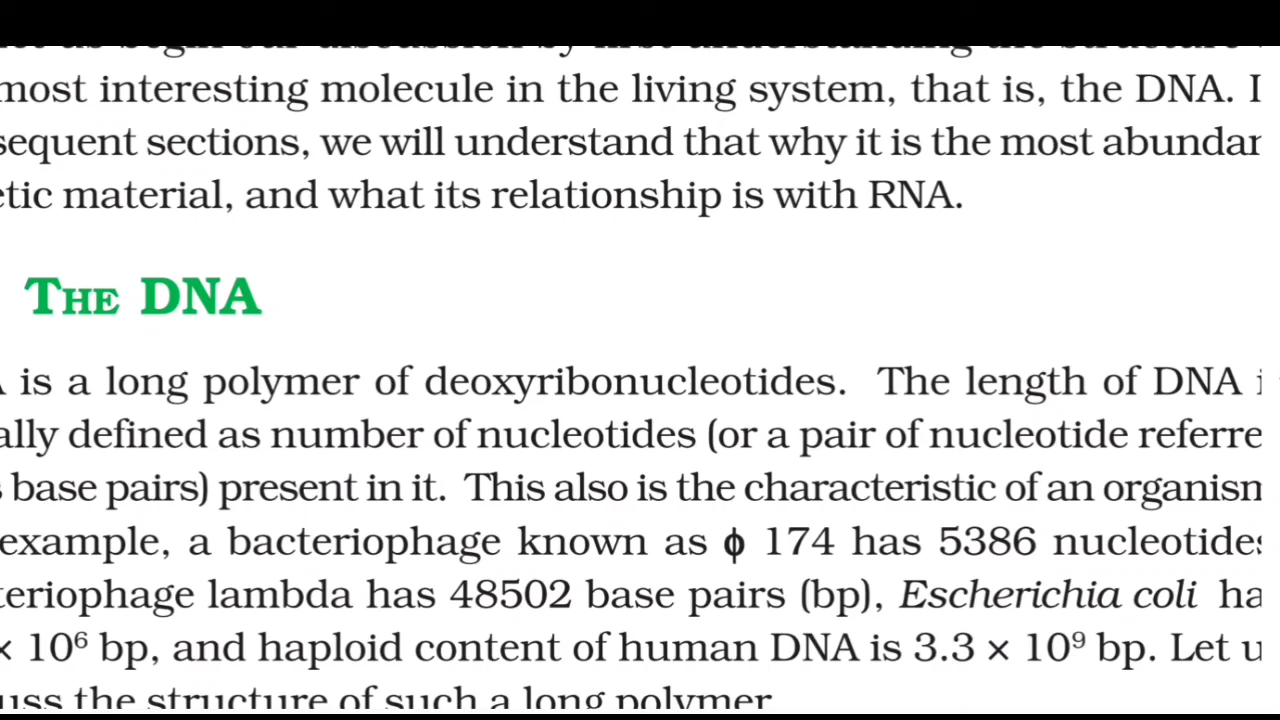 most interesting molecule in the living system, that is, the DNA. I
sequent sections, we will understand that why it is the most abundan
etic material, and what its relationship is with RNA.
THE DNA
A is a long polymer of deoxyribonucleotides. The length of DNA i
ally defined as number of nucleotides (or a pair of nucleotide referre
s base pairs) present in it. This also is the characteristic of an organism
example, a bacteriophage known as ϕ 174 has 5386 nucleotides
teriophage lambda has 48502 base pairs (bp), Escherichia coli ha
× 10⁶ bp, and haploid content of human DNA is 3.3 × 10⁹ bp. Let u
uss the structure of such a long polymer